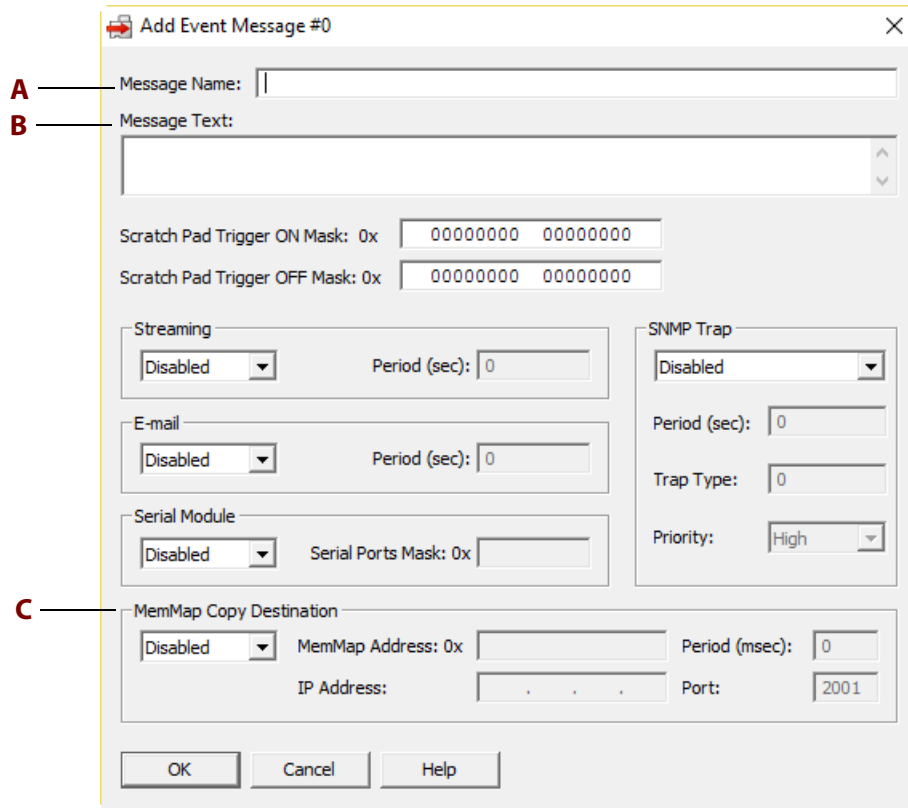 Add Event Message #0
A Message Name:
B Message Text:
Scratch Pad Trigger ON Mask: 0x 00000000 00000000
Scratch Pad Trigger OFF Mask: 0x 00000000 00000000
Streaming
Disabled Period (sec): 0
E-mail
Disabled Period (sec): 0
Serial Module
Disabled Serial Ports Mask: 0x
SNMP Trap
Disabled
Period (sec): 0
Trap Type: 0
Priority: High
C MemMap Copy Destination
Disabled MemMap Address: 0x Period (msec): 0
IP Address: . . . Port: 2001
OK Cancel Help